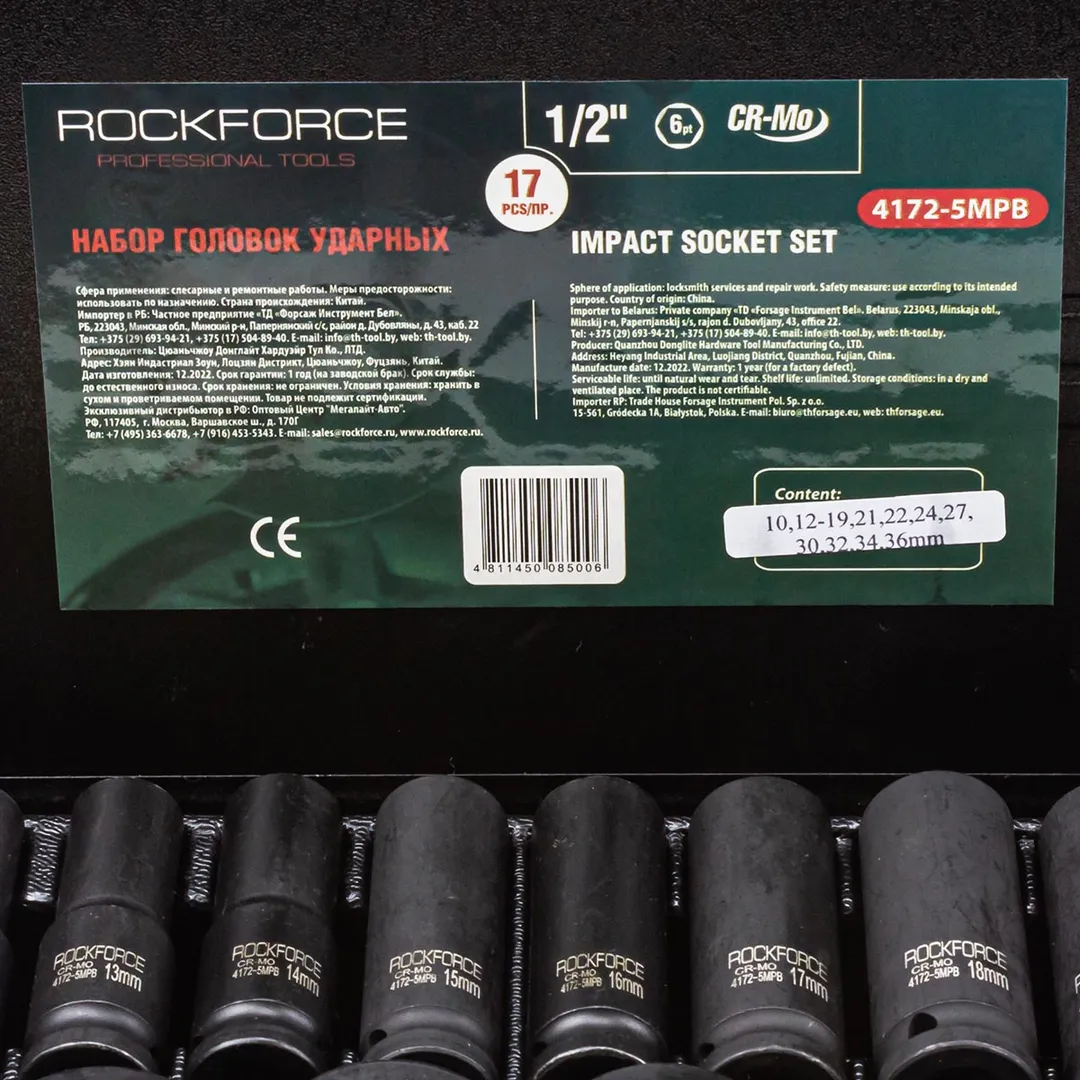 ROCKFORCE
PROFESSIONAL TOOLS
1/2" 6pt CR-Mo
17
PCS/ПР.
4172-5MPB
НАБОР ГОЛОВОК УДАРНЫХ
Сфера применения: слесарные и ремонтные работы. Меры предосторожности:
использовать по назначению. Страна происхождения: Китай.
Импортер в РБ: Частное предприятие «ТД «Форсаж Инструмент Бел».
РБ, 223043, Минская обл., Минский р-н, Папернянский с/с, район д. Дубовляны, д. 43, каб. 22
Тел: +375 (29) 693-94-21, +375 (17) 504-89-40. E-mail: info@th-tool.by, web: th-tool.by.
Производитель: Цюаньчжоу Донглайт Хардуэйр Тул Ко., ЛТД.
Адрес: Хэян Индастриал Зоун, Лоцзян Дистрикт, Цюаньчжоу, Фуцзянь, Китай.
Дата изготовления: 12.2022. Срок гарантии: 1 год (на заводской брак). Срок службы:
до естественного износа. Срок хранения: не ограничен. Условия хранения: хранить в
сухом и проветриваемом помещении. Товар не подлежит сертификации.
Эксклюзивный дистрибьютор в РФ: Оптовый Центр "Мегалайт-Авто".
РФ, 117405, г. Москва, Варшавское ш., д. 170Г
Тел: +7 (495) 363-6678, +7 (916) 453-5343. E-mail: sales@rockforce.ru, www.rockforce.ru.
IMPACT SOCKET SET
Sphere of application: locksmith services and repair work. Safety measure: use according to its intended
purpose. Country of origin: China.
Importer to Belarus: Private company «TD «Forsage Instrument Bel». Belarus, 223043, Minskaja obl.,
Minskij r-n, Papernjanskij s/s, rajon d. Dubovljany, 43, office 22.
Tel: +375 (29) 693-94-21, +375 (17) 504-89-40. E-mail: info@th-tool.by, web: th-tool.by.
Producer: Quanzhou Donglite Hardware Tool Manufacturing Co., LTD.
Address: Heyang Industrial Area, Luojiang District, Quanzhou, Fujian, China.
Manufacture date: 12.2022. Warranty: 1 year (for a factory defect).
Serviceable life: until natural wear and tear. Shelf life: unlimited. Storage conditions: in a dry and
ventilated place. The product is not certifiable.
Importer RP: Trade House Forsage Instrument Pol. Sp. z o.o.
15-561, Gródecka 1A, Białystok, Polska. E-mail: biuro@thforsage.eu, web: thforsage.eu.
CE
4 811450 085006
Content:
10,12-19,21,22,24,27,
30,32,34,36mm
ROCKFORCE
CR-MO
4172-5MPB 13mm
ROCKFORCE
CR-MO
4172-5MPB 14mm
ROCKFORCE
CR-MO
4172-5MPB 15mm
ROCKFORCE
CR-MO
4172-5MPB 16mm
ROCKFORCE
CR-MO
4172-5MPB 17mm
ROCKFORCE
CR-MO
4172-5MPB 18mm